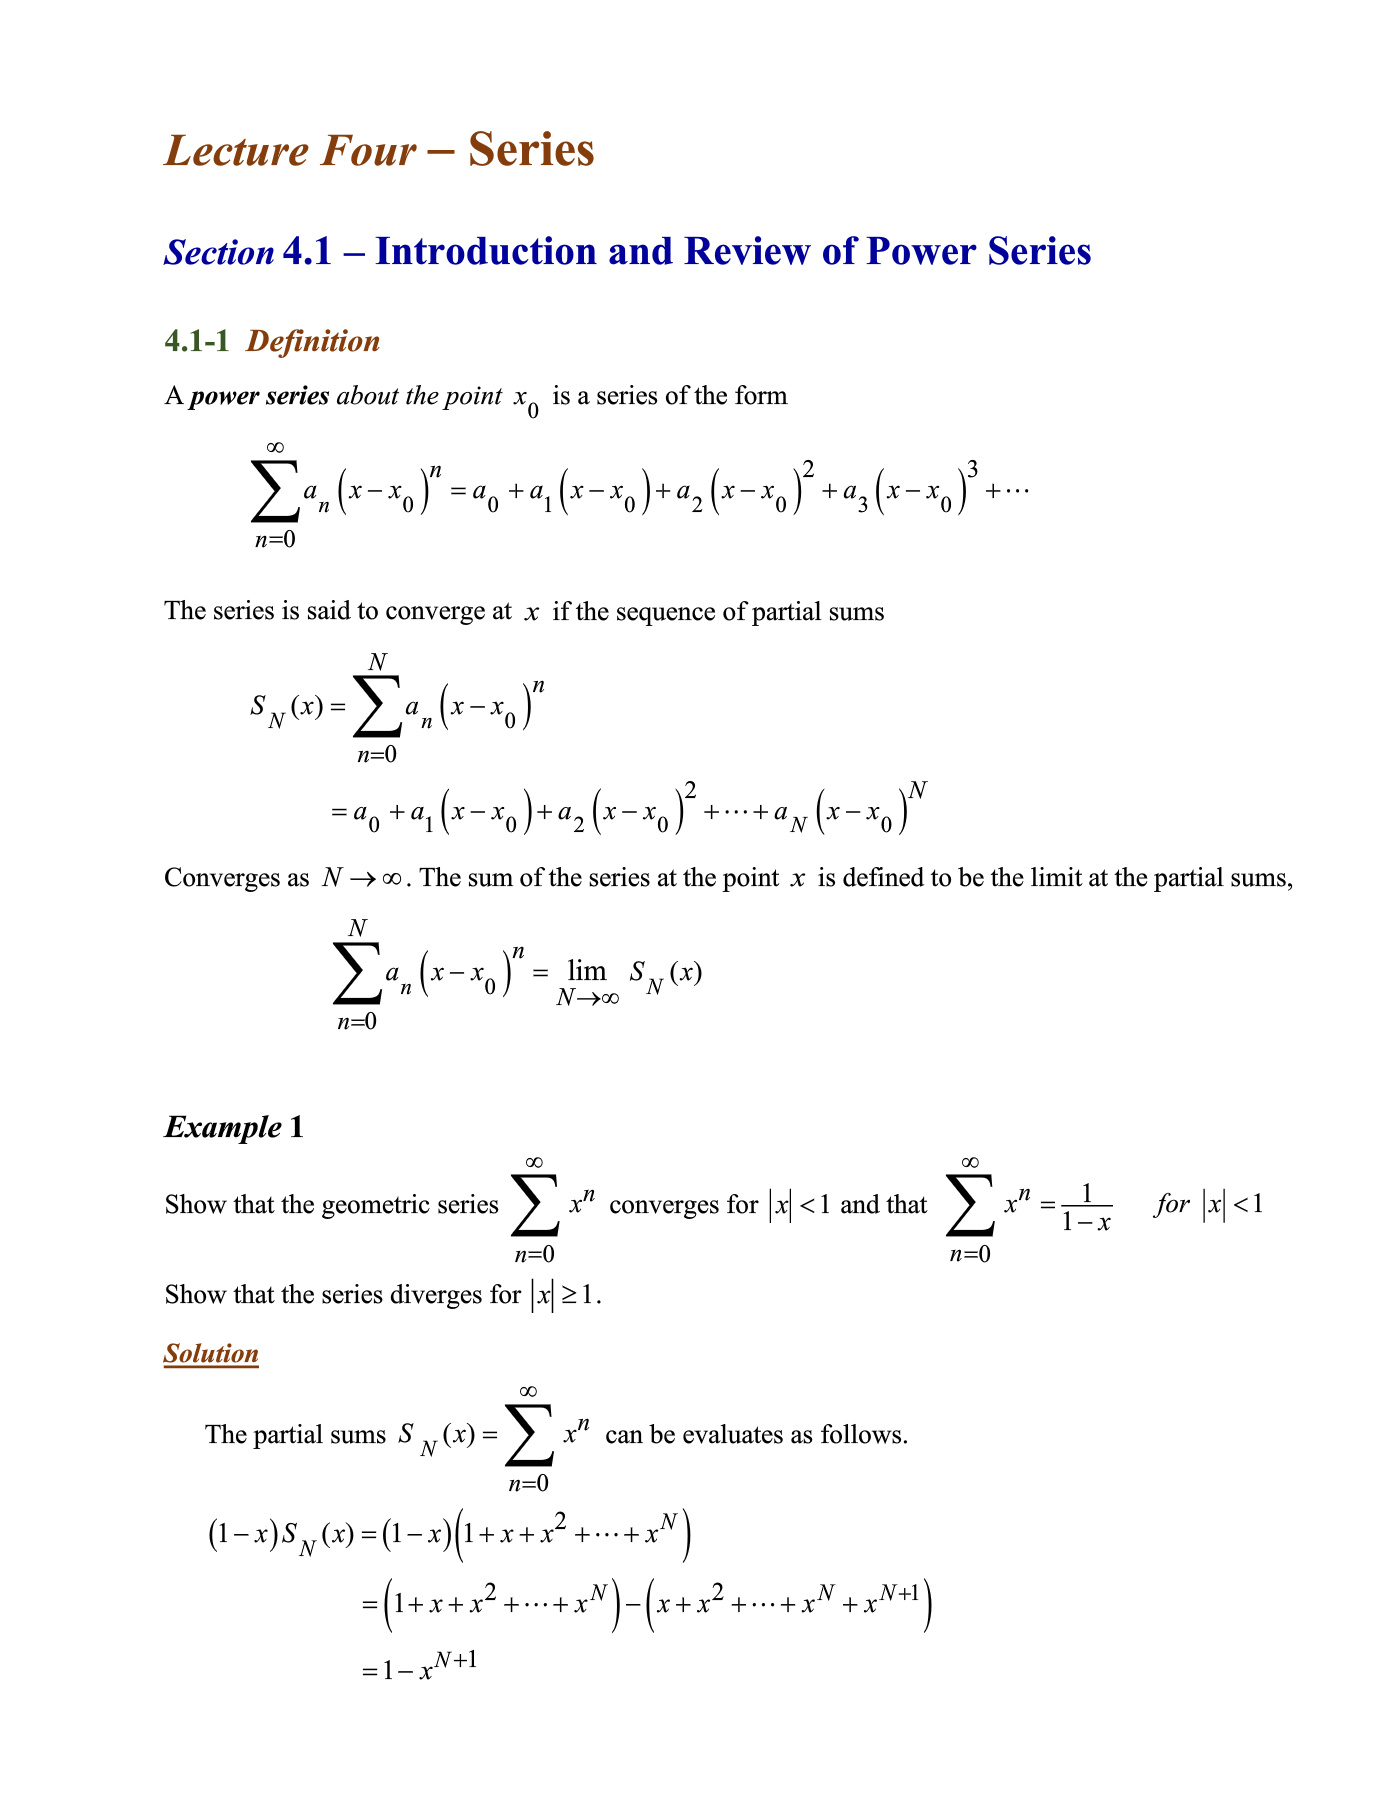 Lecture Four – Series
Section 4.1 – Introduction and Review of Power Series
4.1-1 Definition
A power series about the point x_0 is a series of the form
\sum_{n=0}^{\infty} a_n (x - x_0)^n = a_0 + a_1 (x - x_0) + a_2 (x - x_0)^2 + a_3 (x - x_0)^3 + \cdots
The series is said to converge at x if the sequence of partial sums
S_N(x) = \sum_{n=0}^{N} a_n (x - x_0)^n
= a_0 + a_1 (x - x_0) + a_2 (x - x_0)^2 + \cdots + a_N (x - x_0)^N
Converges as N → ∞. The sum of the series at the point x is defined to be the limit at the partial sums,
\sum_{n=0}^{N} a_n (x - x_0)^n = \lim_{N→∞} S_N(x)
Example 1
Show that the geometric series \sum_{n=0}^{\infty} x^n converges for |x| < 1 and that \sum_{n=0}^{\infty} x^n = \frac{1}{1 - x} for |x| < 1
Show that the series diverges for |x| ≥ 1.
Solution
The partial sums S_N(x) = \sum_{n=0}^{\infty} x^n can be evaluates as follows.
(1 - x) S_N(x) = (1 - x)(1 + x + x^2 + \cdots + x^N)
= (1 + x + x^2 + \cdots + x^N) - (x + x^2 + \cdots + x^N + x^{N+1})
= 1 - x^{N+1}